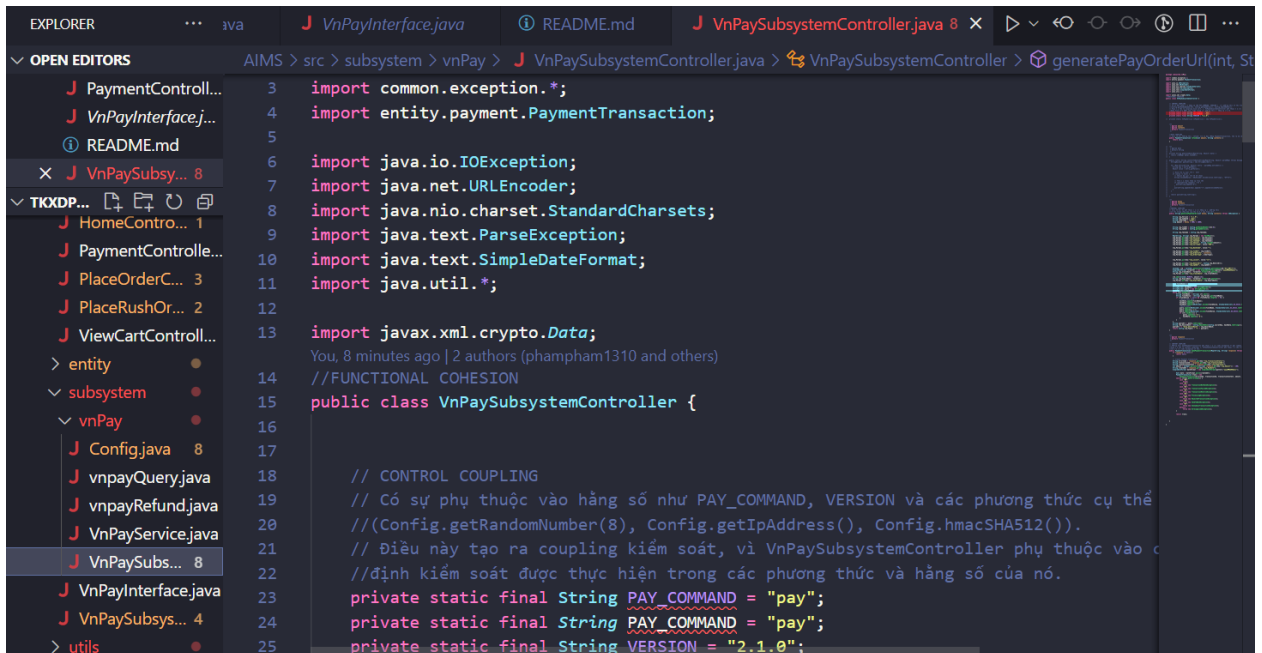 EXPLORER
...
ava
VnPayInterface.java
README.md
VnPaySubsystemController.java 8
OPEN EDITORS
AIMS > src > subsystem > vnPay > VnPaySubsystemController.java > VnPaySubsystemController > generatePayOrderUrl(int, St
PaymentControll...
VnPayInterface.j...
README.md
VnPaySubsy... 8
TKXDP...
HomeContro... 1
PaymentControlle...
PlaceOrderC... 3
PlaceRushOr... 2
ViewCartControll...
entity
subsystem
vnPay
Config.java 8
vnpayQuery.java
vnpayRefund.java
VnPayService.java
VnPaySubs... 8
VnPayInterface.java
VnPaySubsys... 4
utils
3 import common.exception.*;
4 import entity.payment.PaymentTransaction;
5
6 import java.io.IOException;
7 import java.net.URLEncoder;
8 import java.nio.charset.StandardCharsets;
9 import java.text.ParseException;
10 import java.text.SimpleDateFormat;
11 import java.util.*;
12
13 import javax.xml.crypto.Data;
You, 8 minutes ago | 2 authors (phampham1310 and others)
14 //FUNCTIONAL COHESION
15 public class VnPaySubsystemController {
16
17
18 // CONTROL COUPLING
19 // Có sự phụ thuộc vào hằng số như PAY_COMMAND, VERSION và các phương thức cụ thể
20 //(Config.getRandomNumber(8), Config.getIpAddress(), Config.hmacSHA512()).
21 // Điều này tạo ra coupling kiểm soát, vì VnPaySubsystemController phụ thuộc vào
22 //định kiểm soát được thực hiện trong các phương thức và hằng số của nó.
23 private static final String PAY_COMMAND = "pay";
24 private static final String PAY_COMMAND = "pay";
25 private static final String VERSION = "2.1.0";